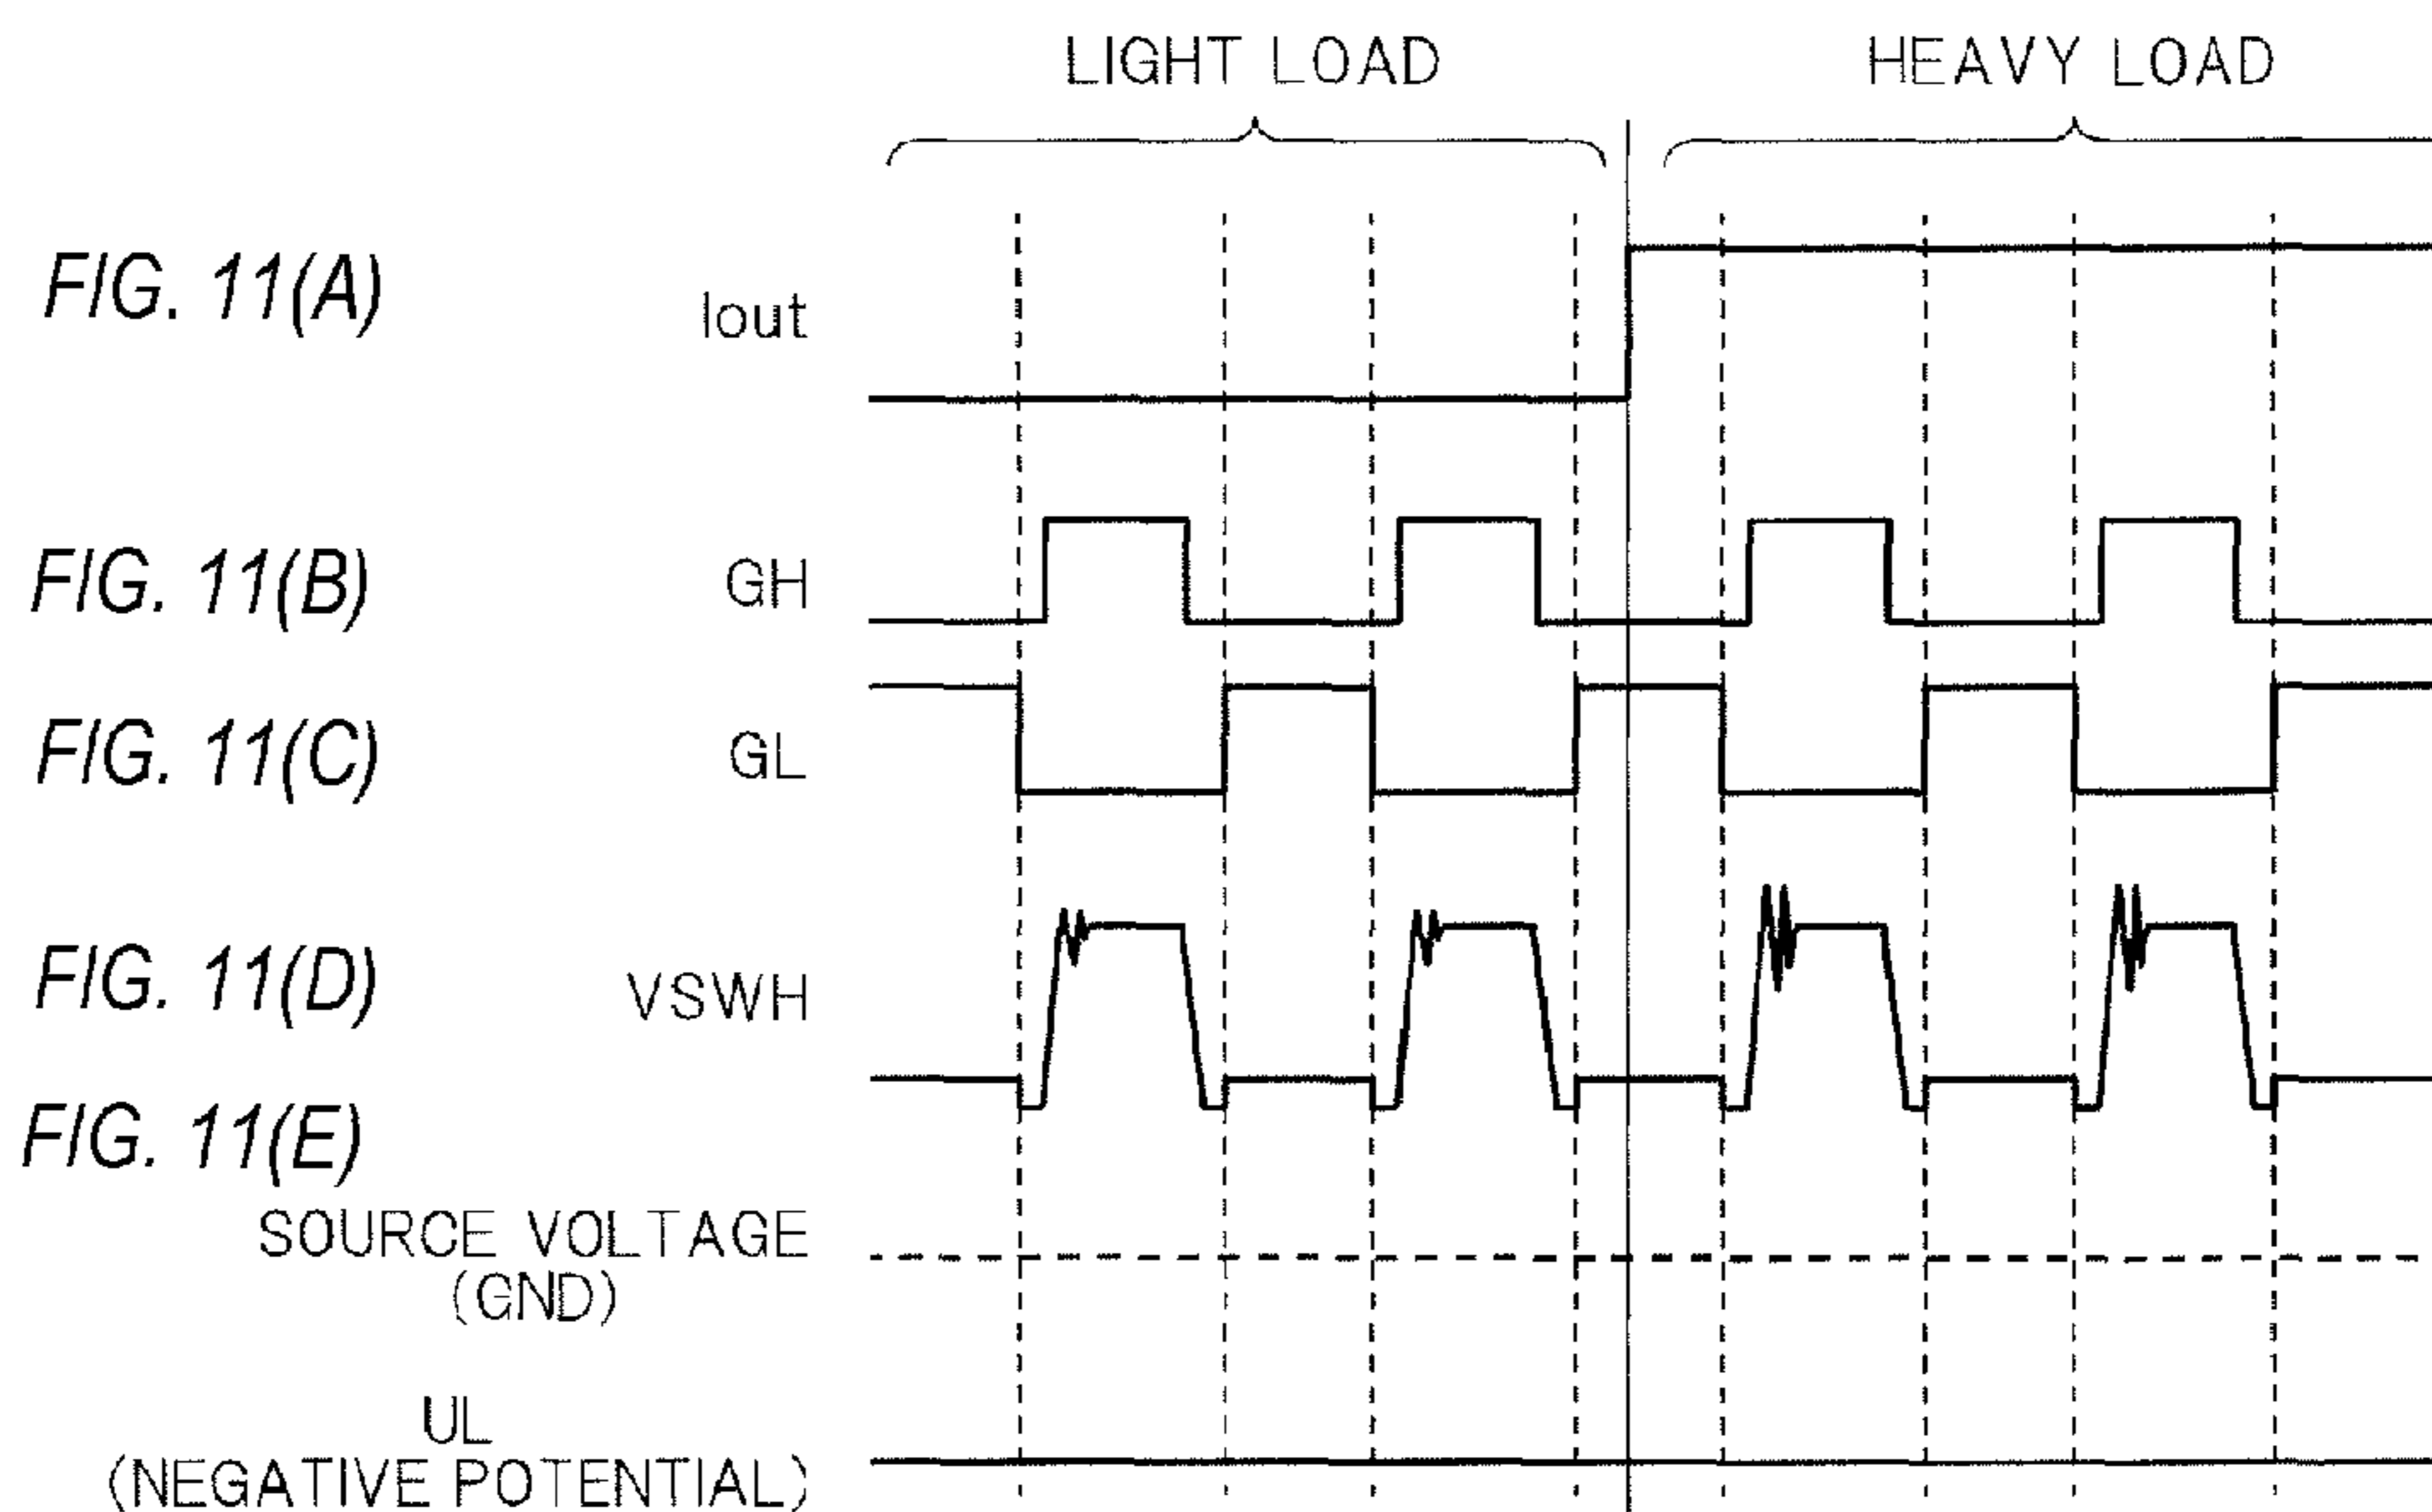 LIGHT LOAD
HEAVY LOAD
FIG. 11(A)
Iout
FIG. 11(B)
GH
FIG. 11(C)
GL
FIG. 11(D)
VSWH
FIG. 11(E)
SOURCE VOLTAGE
(GND)
UL
(NEGATIVE POTENTIAL)